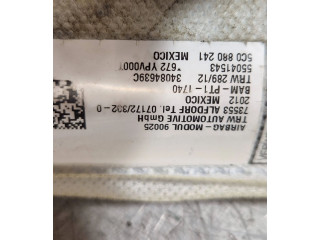 AIRBAG - MODUL 90025
TRW AUTOMOTIVE GmbH
73553 ALFDORF Tel. 07172/302-0
2012 MEXICO
BAM-PT1-1740
TRW 289/12 34084639C
55041543 *672 YPV0007
5C0 880 241
MEXICO